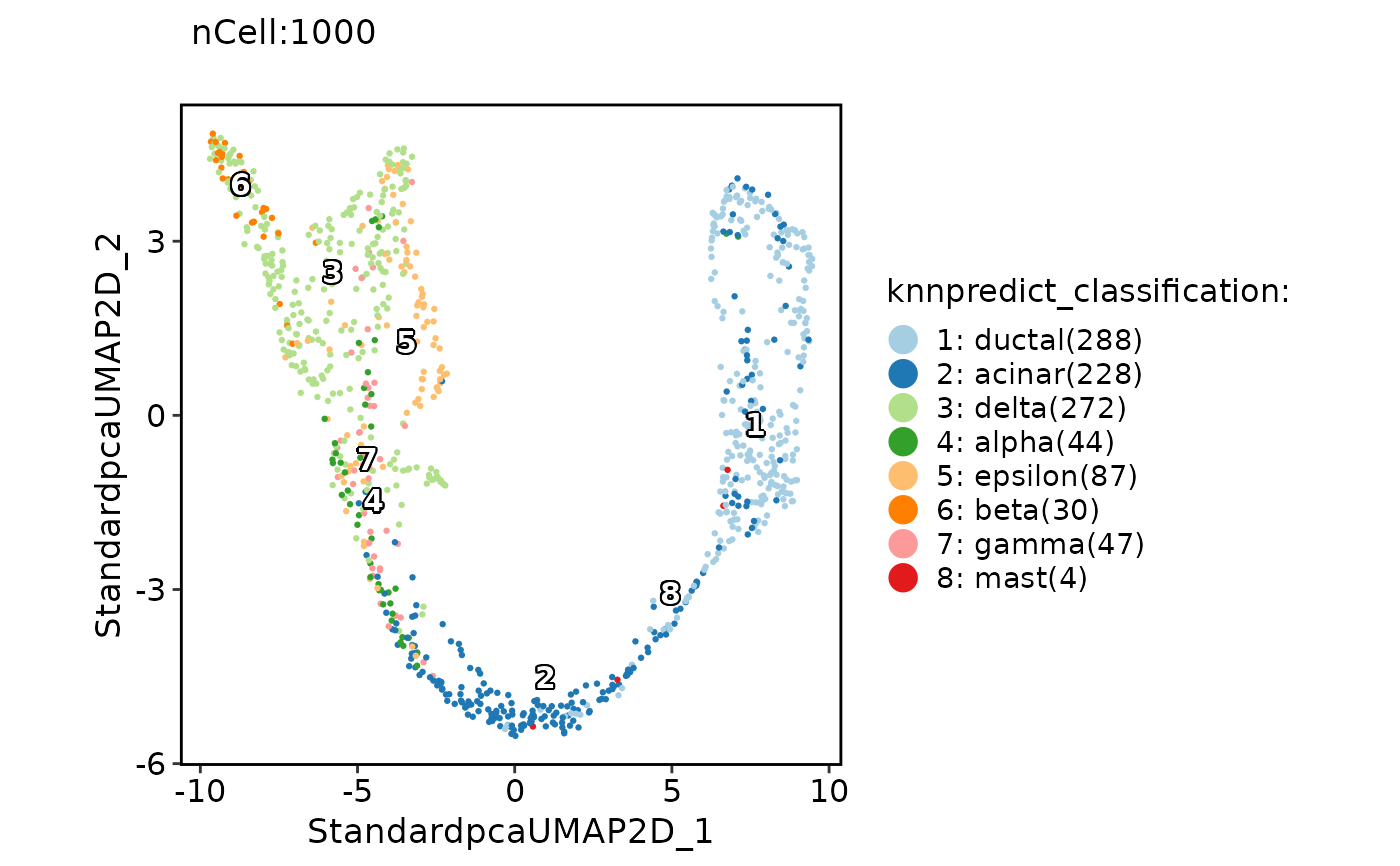 nCell:1000
StandardpcaUMAP2D_2
3
0
-3
-6
6
3
5
7
4
1
8
2
-10
-5
0
5
10
StandardpcaUMAP2D_1
knnpredict_classification:
1: ductal(288)
2: acinar(228)
3: delta(272)
4: alpha(44)
5: epsilon(87)
6: beta(30)
7: gamma(47)
8: mast(4)